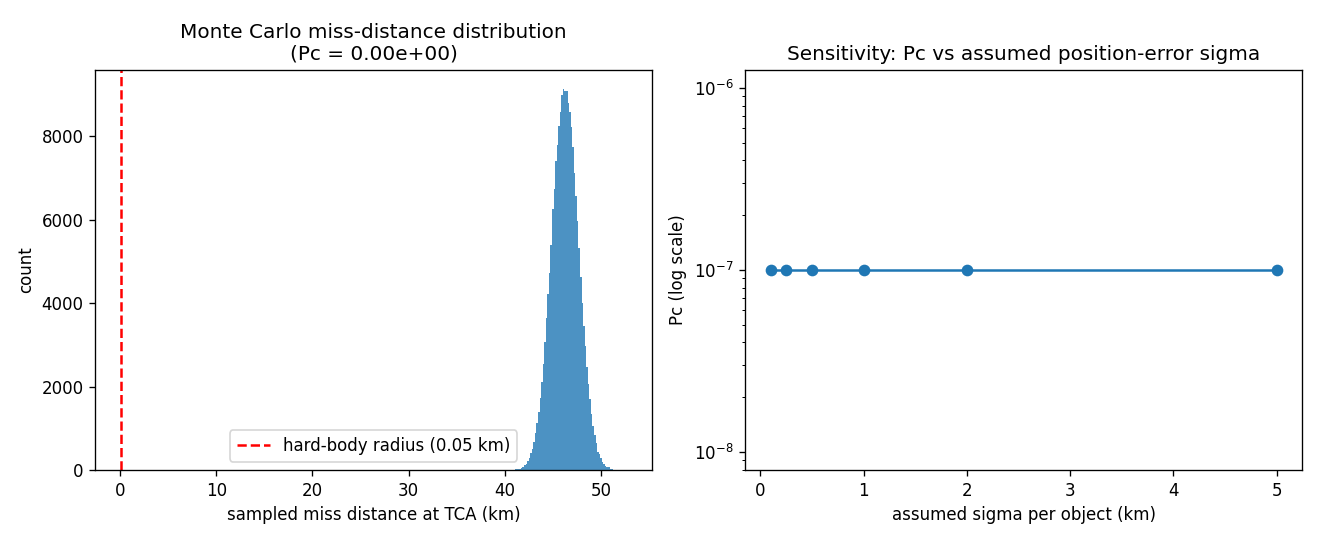 Monte Carlo miss-distance distribution
(Pc = 0.00e+00)
count
8000
6000
4000
2000
0
hard-body radius (0.05 km)
0 10 20 30 40 50
sampled miss distance at TCA (km)
Sensitivity: Pc vs assumed position-error sigma
Pc (log scale)
10⁻⁶
10⁻⁷
10⁻⁸
0 1 2 3 4 5
assumed sigma per object (km)